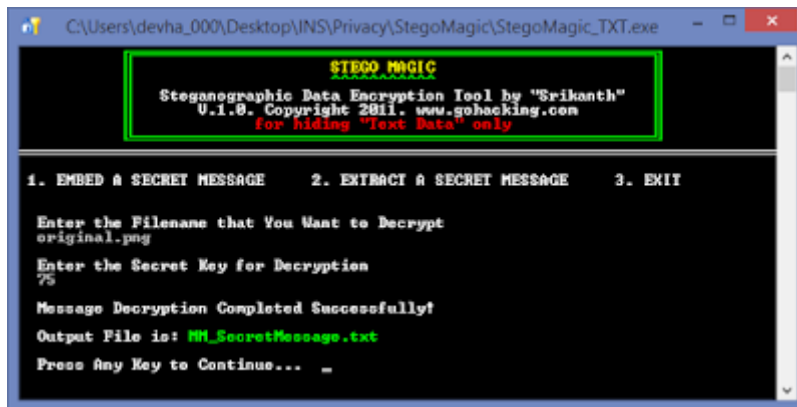 C:\Users\devha_000\Desktop\INS\Privacy\StegoMagic\StegoMagic_TXT.exe
STEGO MAGIC
Steganographic Data Encryption Tool by "Srikanth"
V.1.0. Copyright 2011. www.gohacking.com
for hiding "Text Data" only
1. EMBED A SECRET MESSAGE 2. EXTRACT A SECRET MESSAGE 3. EXIT
Enter the Filename that You Want to Decrypt
original.png
Enter the Secret Key for Decryption
75
Message Decryption Completed Successfully!
Output File is: MM_SecretMessage.txt
Press Any Key to Continue... _